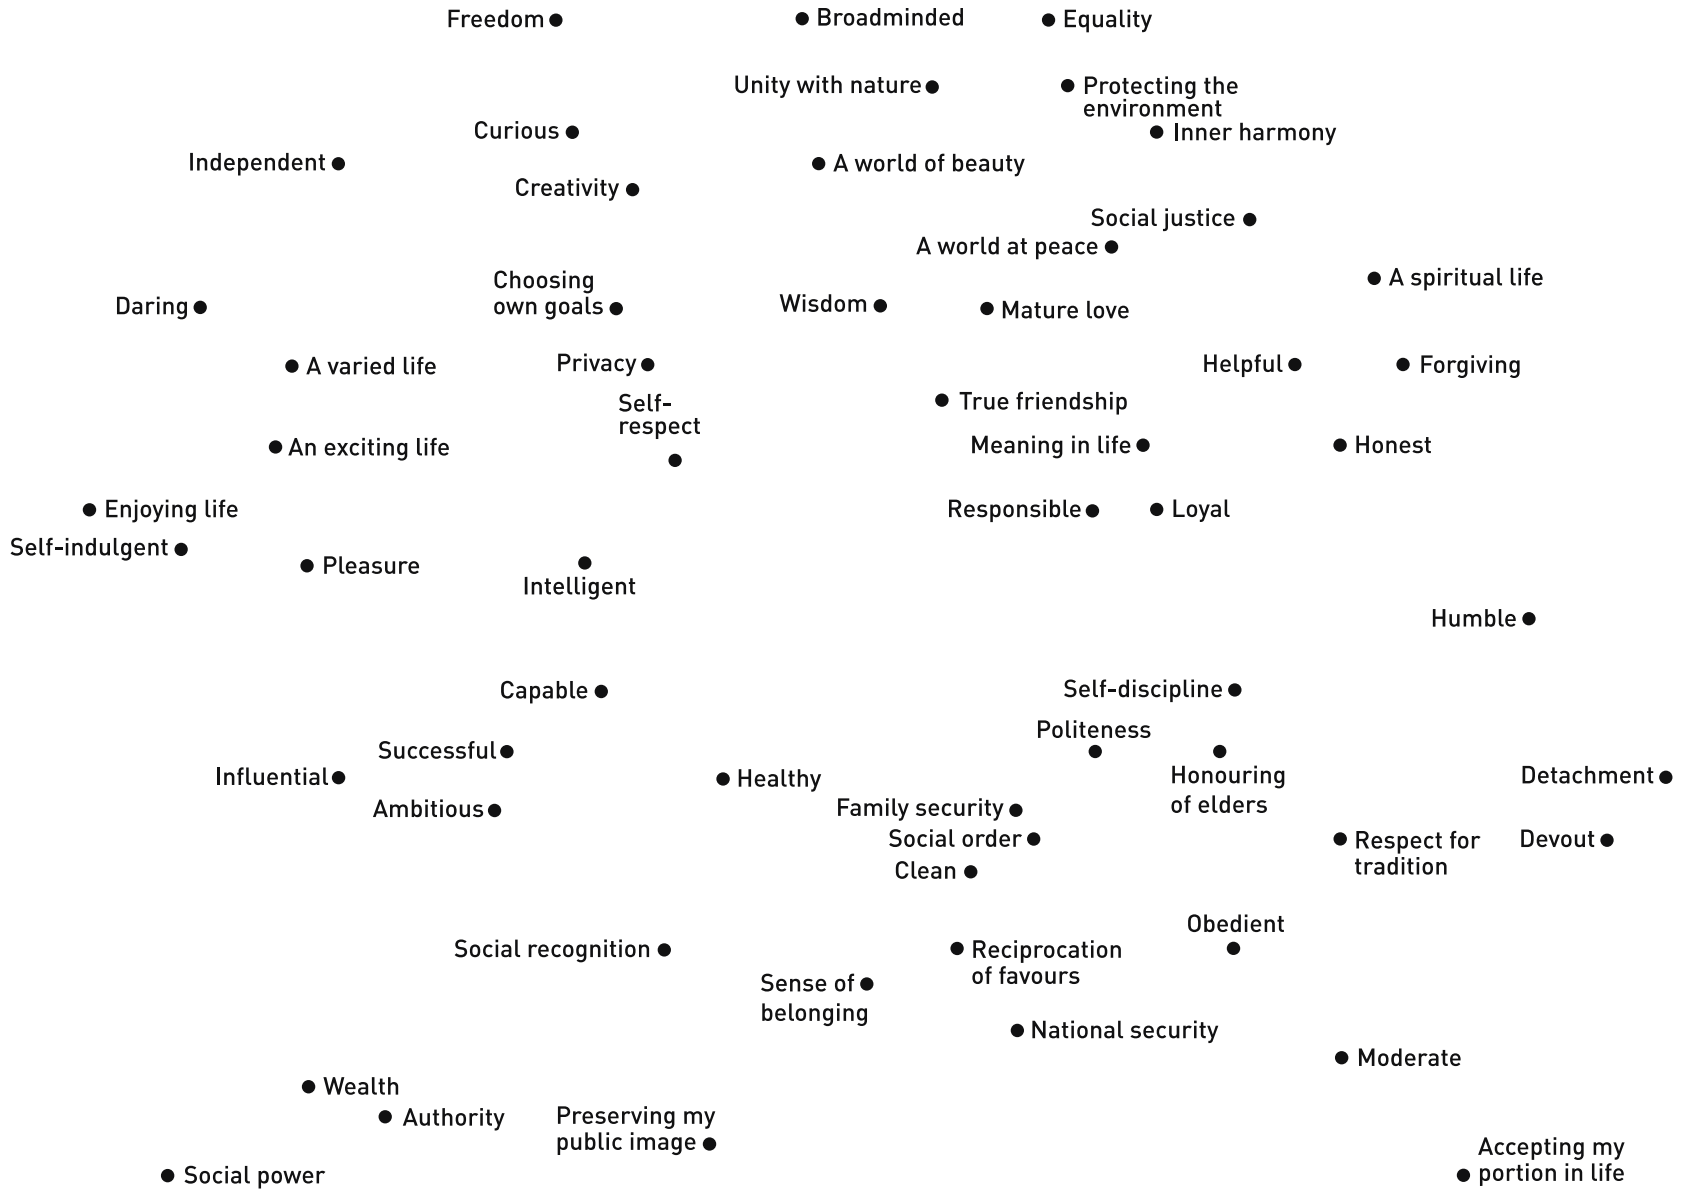 Freedom
Broadminded
Equality
Unity with nature
Protecting the
environment
Curious
Inner harmony
Independent
A world of beauty
Creativity
Social justice
A world at peace
Choosing
own goals
A spiritual life
Daring
Wisdom
Mature love
A varied life
Privacy
Helpful
Forgiving
Self-
respect
True friendship
An exciting life
Meaning in life
Honest
Enjoying life
Responsible
Loyal
Self-indulgent
Pleasure
Intelligent
Humble
Capable
Self-discipline
Politeness
Successful
Influential
Healthy
Honouring
of elders
Detachment
Ambitious
Family security
Social order
Respect for
tradition
Devout
Clean
Obedient
Social recognition
Reciprocation
of favours
Sense of
belonging
National security
Moderate
Wealth
Authority
Preserving my
public image
Accepting my
portion in life
Social power